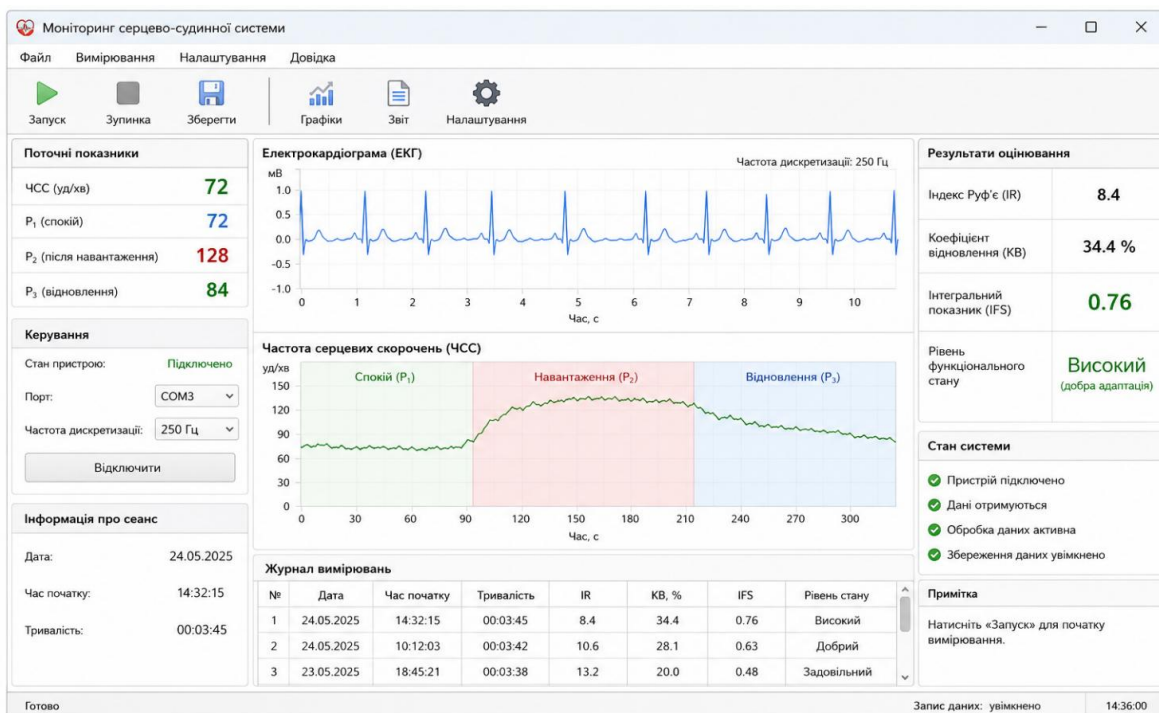 Моніторинг серцево-судинної системи
Файл Вимірювання Налаштування Довідка
Запуск Зупинка Зберегти Графіки Звіт Налаштування
Поточні показники
ЧСС (уд/хв) 72
P₁ (спокій) 72
P₂ (після навантаження) 128
P₃ (відновлення) 84
Керування
Стан пристрою: Підключено
Порт: COM3
Частота дискретизації: 250 Гц
Відключити
Інформація про сеанс
Дата: 24.05.2025
Час початку: 14:32:15
Тривалість: 00:03:45
Електрокардіограма (ЕКГ)
Частота дискретизації: 250 Гц
мВ
1.0
0.5
0.0
-0.5
-1.0
0 1 2 3 4 5 6 7 8 9 10
Час, с
Частота серцевих скорочень (ЧСС)
уд/хв
Спокій (P₁) Навантаження (P₂) Відновлення (P₃)
150
120
90
60
30
0
0 30 60 90 120 150 180 210 240 270 300
Час, с
Журнал вимірювань
№ Дата Час початку Тривалість IR КВ, % IFS Рівень стану
1 24.05.2025 14:32:15 00:03:45 8.4 34.4 0.76 Високий
2 24.05.2025 10:12:03 00:03:42 10.6 28.1 0.63 Добрий
3 23.05.2025 18:45:21 00:03:38 13.2 20.0 0.48 Задовільний
Результати оцінювання
Індекс Руф'є (IR) 8.4
Коефіцієнт
відновлення (КВ) 34.4 %
Інтегральний
показник (IFS) 0.76
Рівень
функціонального
стану
Високий
(добра адаптація)
Стан системи
Пристрій підключено
Дані отримуються
Обробка даних активна
Збереження даних увімкнено
Примітка
Натисніть «Запуск» для початку
вимірювання.
Готово Запис даних: увімкнено 14:36:00